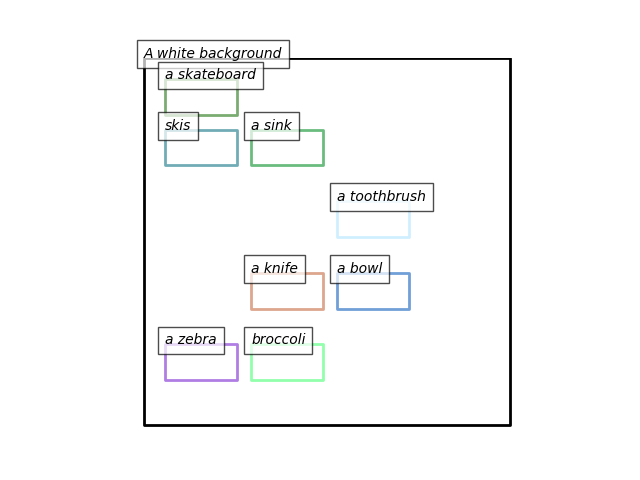 A white background
a skateboard
skis
a sink
a toothbrush
a knife
a bowl
a zebra
broccoli